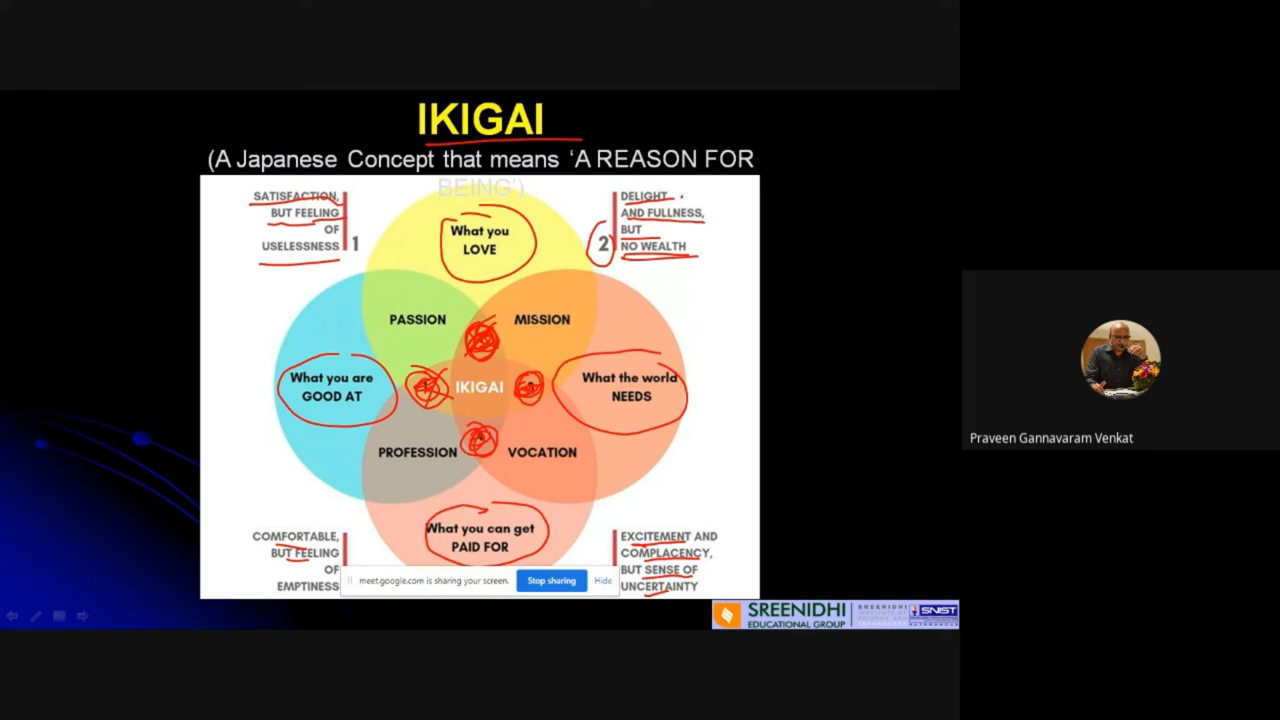 IKIGAI
(A Japanese Concept that means ‘A REASON FOR
BEING’)
SATISFACTION,
BUT FEELING
OF
USELESSNESS
1
2
DELIGHT
AND FULLNESS,
BUT
NO WEALTH
What you
LOVE
PASSION
MISSION
What you are
GOOD AT
IKIGAI
What the world
NEEDS
PROFESSION
VOCATION
What you can get
PAID FOR
COMFORTABLE,
BUT FEELING
OF
EMPTINESS
EXCITEMENT AND
COMPLACENCY,
BUT SENSE OF
UNCERTAINTY
meet.google.com is sharing your screen.
Stop sharing
Hide
SREENIDHI
EDUCATIONAL GROUP
SREENIDHI
SNIST
Praveen Gannavaram Venkat